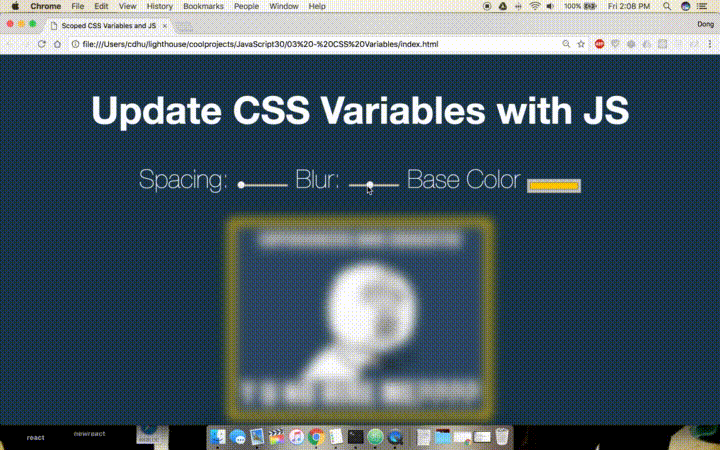 Chrome File Edit View History Bookmarks People Window Help 100% Fri 2:08 PM
Scoped CSS Variables and JS Dong
file:///Users/cdhu/lighthouse/coolprojects/JavaScript30/03%20-%20CSS%20Variables/index.html
Update CSS Variables with JS
Spacing: Blur: Base Color
react newreact